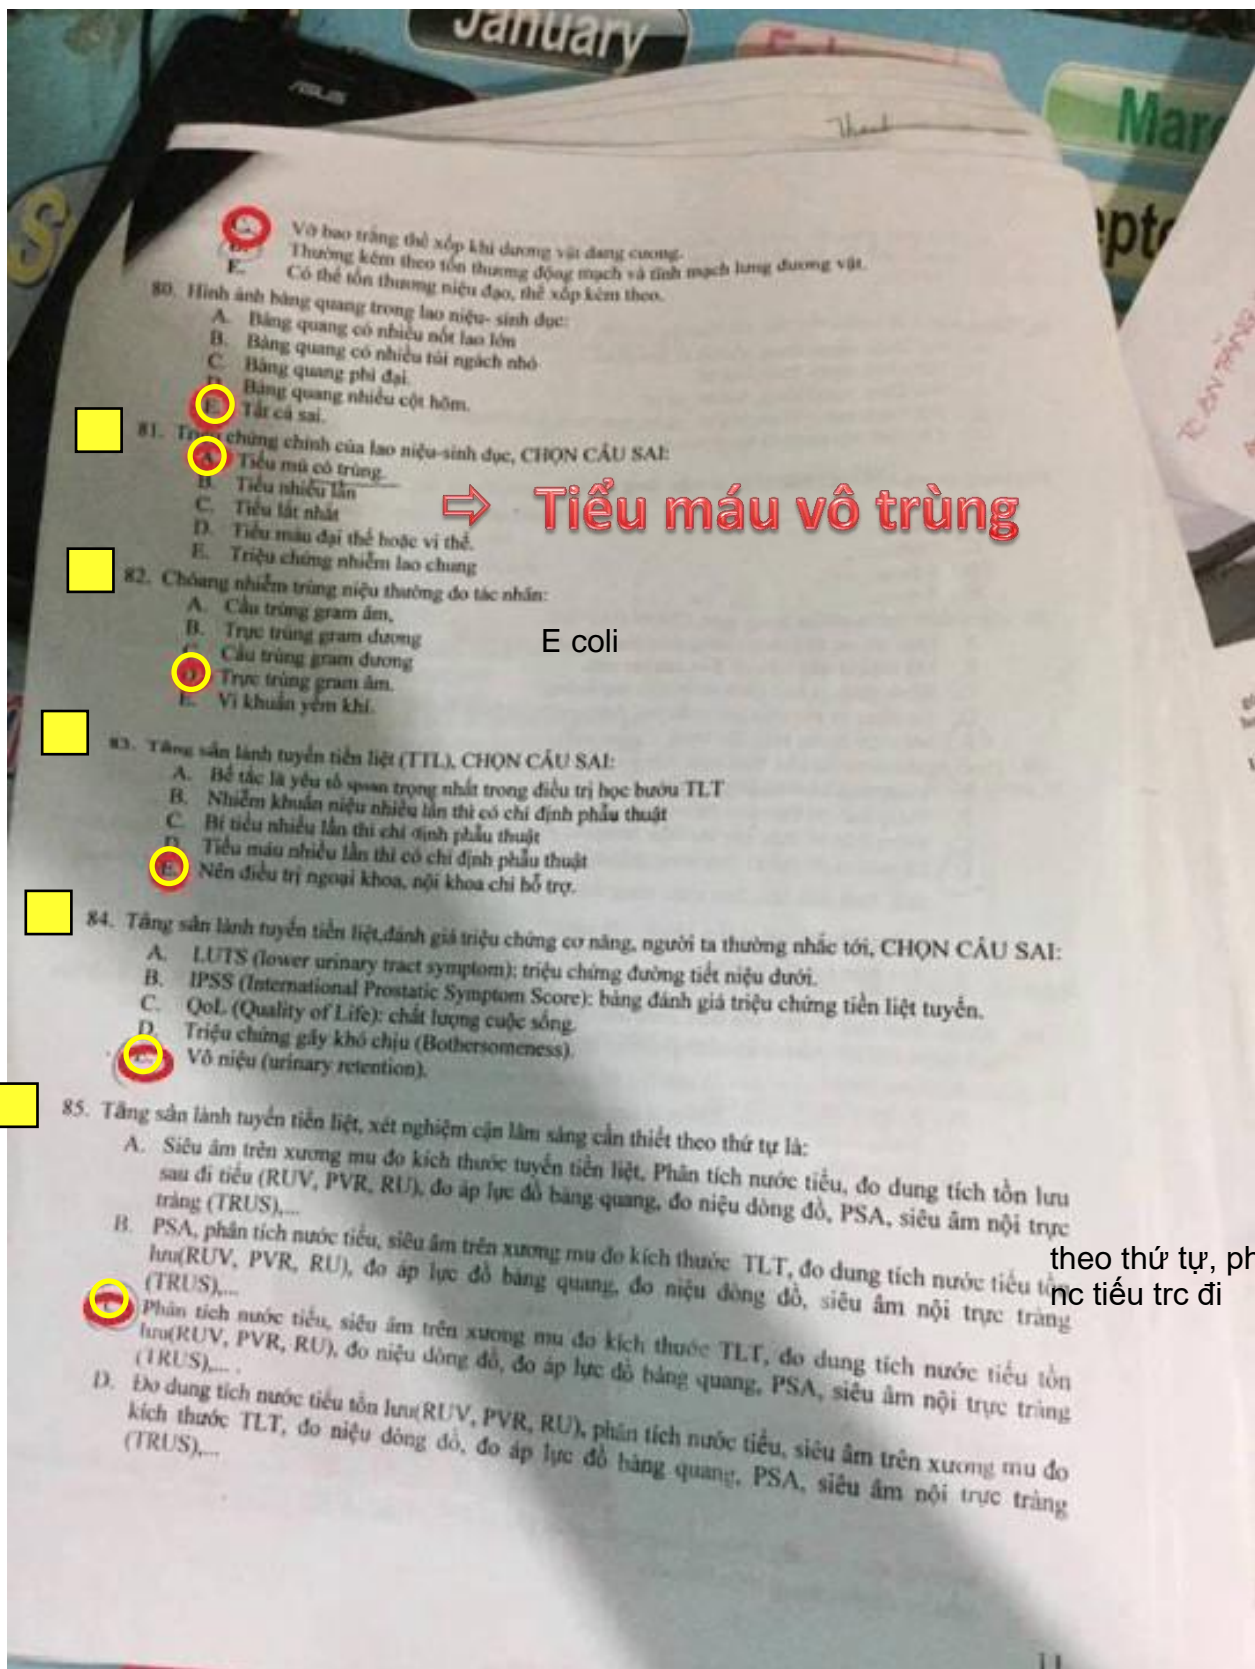 January
Mar
ASUS
S
C. Vỡ bao trắng thể xốp khi dương vật đang cương.
D. Thường kèm theo tổn thương động mạch và tĩnh mạch lưng dương vật.
E. Có thể tổn thương niệu đạo, thể xốp kèm theo.
80. Hình ảnh bàng quang trong lao niệu- sinh dục:
A. Bàng quang có nhiều nốt lao lớn
B. Bàng quang có nhiều túi ngách nhỏ
C. Bàng quang phì đại.
D. Bàng quang nhiều cột hõm.
E. Tất cả sai.
81. Triệu chứng chính của lao niệu-sinh dục, CHỌN CÂU SAI:
A. Tiểu mủ có trùng.
B. Tiểu nhiều lần
C. Tiểu lắt nhắt
D. Tiểu máu đại thể hoặc vi thể.
E. Triệu chứng nhiễm lao chung
⇨ Tiểu máu vô trùng
82. Chóang nhiễm trùng niệu thường do tác nhân:
A. Cầu trùng gram âm,
B. Trực trùng gram dương
C. Cầu trùng gram dương
D. Trực trùng gram âm.
E. Vi khuẩn yếm khí.
E coli
83. Tăng sản lành tuyến tiền liệt (TTL), CHỌN CÂU SAI:
A. Bế tắc là yếu tố quan trọng nhất trong điều trị học bướu TLT
B. Nhiễm khuẩn niệu nhiều lần thì có chỉ định phẫu thuật
C. Bí tiểu nhiều lần thì chỉ định phẫu thuật
D. Tiểu máu nhiều lần thì có chỉ định phẫu thuật
E. Nên điều trị ngoại khoa, nội khoa chỉ hỗ trợ.
84. Tăng sản lành tuyến tiền liệt,đánh giá triệu chứng cơ năng, người ta thường nhắc tới, CHỌN CÂU SAI:
A. LUTS (lower urinary tract symptom): triệu chứng đường tiết niệu dưới.
B. IPSS (International Prostatic Symptom Score): bảng đánh giá triệu chứng tiền liệt tuyến.
C. QoL (Quality of Life): chất lượng cuộc sống.
D. Triệu chứng gây khó chịu (Bothersomeness).
Vô niệu (urinary retention).
85. Tăng sản lành tuyến tiền liệt, xét nghiệm cận lâm sàng cần thiết theo thứ tự là:
A. Siêu âm trên xương mu đo kích thước tuyến tiền liệt, Phân tích nước tiểu, đo dung tích tồn lưu
sau đi tiểu (RUV, PVR, RU), đo áp lực đồ bàng quang, đo niệu dòng đồ, PSA, siêu âm nội trực
tràng (TRUS),...
B. PSA, phân tích nước tiểu, siêu âm trên xương mu đo kích thước TLT, đo dung tích nước tiểu tồn
lưu(RUV, PVR, RU), đo áp lực đồ bàng quang, đo niệu dòng đồ, siêu âm nội trực tràng
(TRUS),...
theo thứ tự, ph
nc tiểu trc đi
C. Phân tích nước tiểu, siêu âm trên xương mu đo kích thước TLT, đo dung tích nước tiểu tồn
lưu(RUV, PVR, RU), đo niệu dòng đồ, đo áp lực đồ bàng quang, PSA, siêu âm nội trực tràng
(TRUS),... .
D. Đo dung tích nước tiểu tồn lưu(RUV, PVR, RU), phân tích nước tiểu, siêu âm trên xương mu đo
kích thước TLT, đo niệu dòng đồ, đo áp lực đồ bàng quang, PSA, siêu âm nội trực tràng
(TRUS),...
11